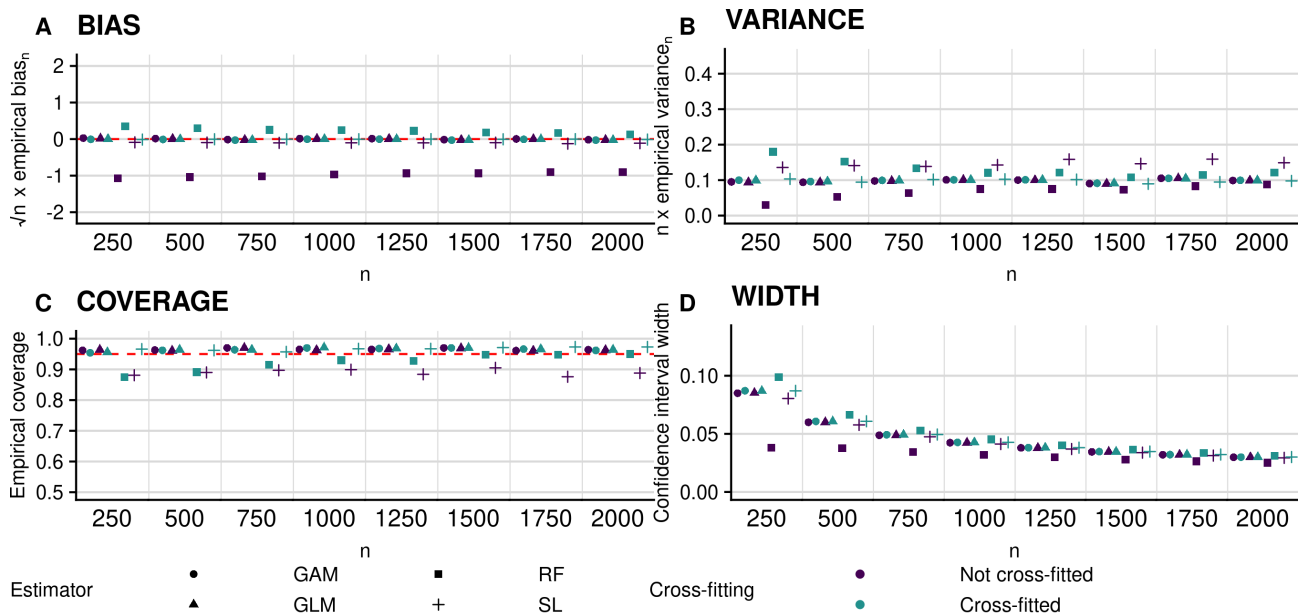 A BIAS
√n x empirical biasₙ
2
1
0
-1
-2
250 500 750 1000 1250 1500 1750 2000
n
B VARIANCE
n x empirical varianceₙ
0.4
0.3
0.2
0.1
0.0
250 500 750 1000 1250 1500 1750 2000
n
C COVERAGE
Empirical coverage
1.0
0.9
0.8
0.7
0.6
0.5
250 500 750 1000 1250 1500 1750 2000
n
D WIDTH
Confidence interval width
0.10
0.05
0.00
250 500 750 1000 1250 1500 1750 2000
n
Estimator
GAM
GLM
RF
SL
Cross-fitting
Not cross-fitted
Cross-fitted